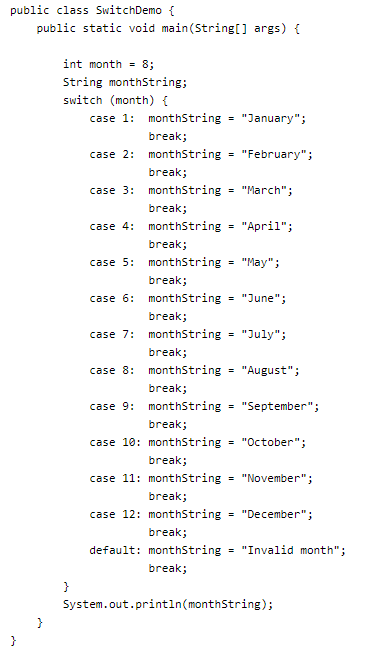 public class SwitchDemo {
    public static void main(String[] args) {

        int month = 8;
        String monthString;
        switch (month) {
            case 1:  monthString = "January";
                     break;
            case 2:  monthString = "February";
                     break;
            case 3:  monthString = "March";
                     break;
            case 4:  monthString = "April";
                     break;
            case 5:  monthString = "May";
                     break;
            case 6:  monthString = "June";
                     break;
            case 7:  monthString = "July";
                     break;
            case 8:  monthString = "August";
                     break;
            case 9:  monthString = "September";
                     break;
            case 10: monthString = "October";
                     break;
            case 11: monthString = "November";
                     break;
            case 12: monthString = "December";
                     break;
            default: monthString = "Invalid month";
                     break;
        }
        System.out.println(monthString);
    }
}